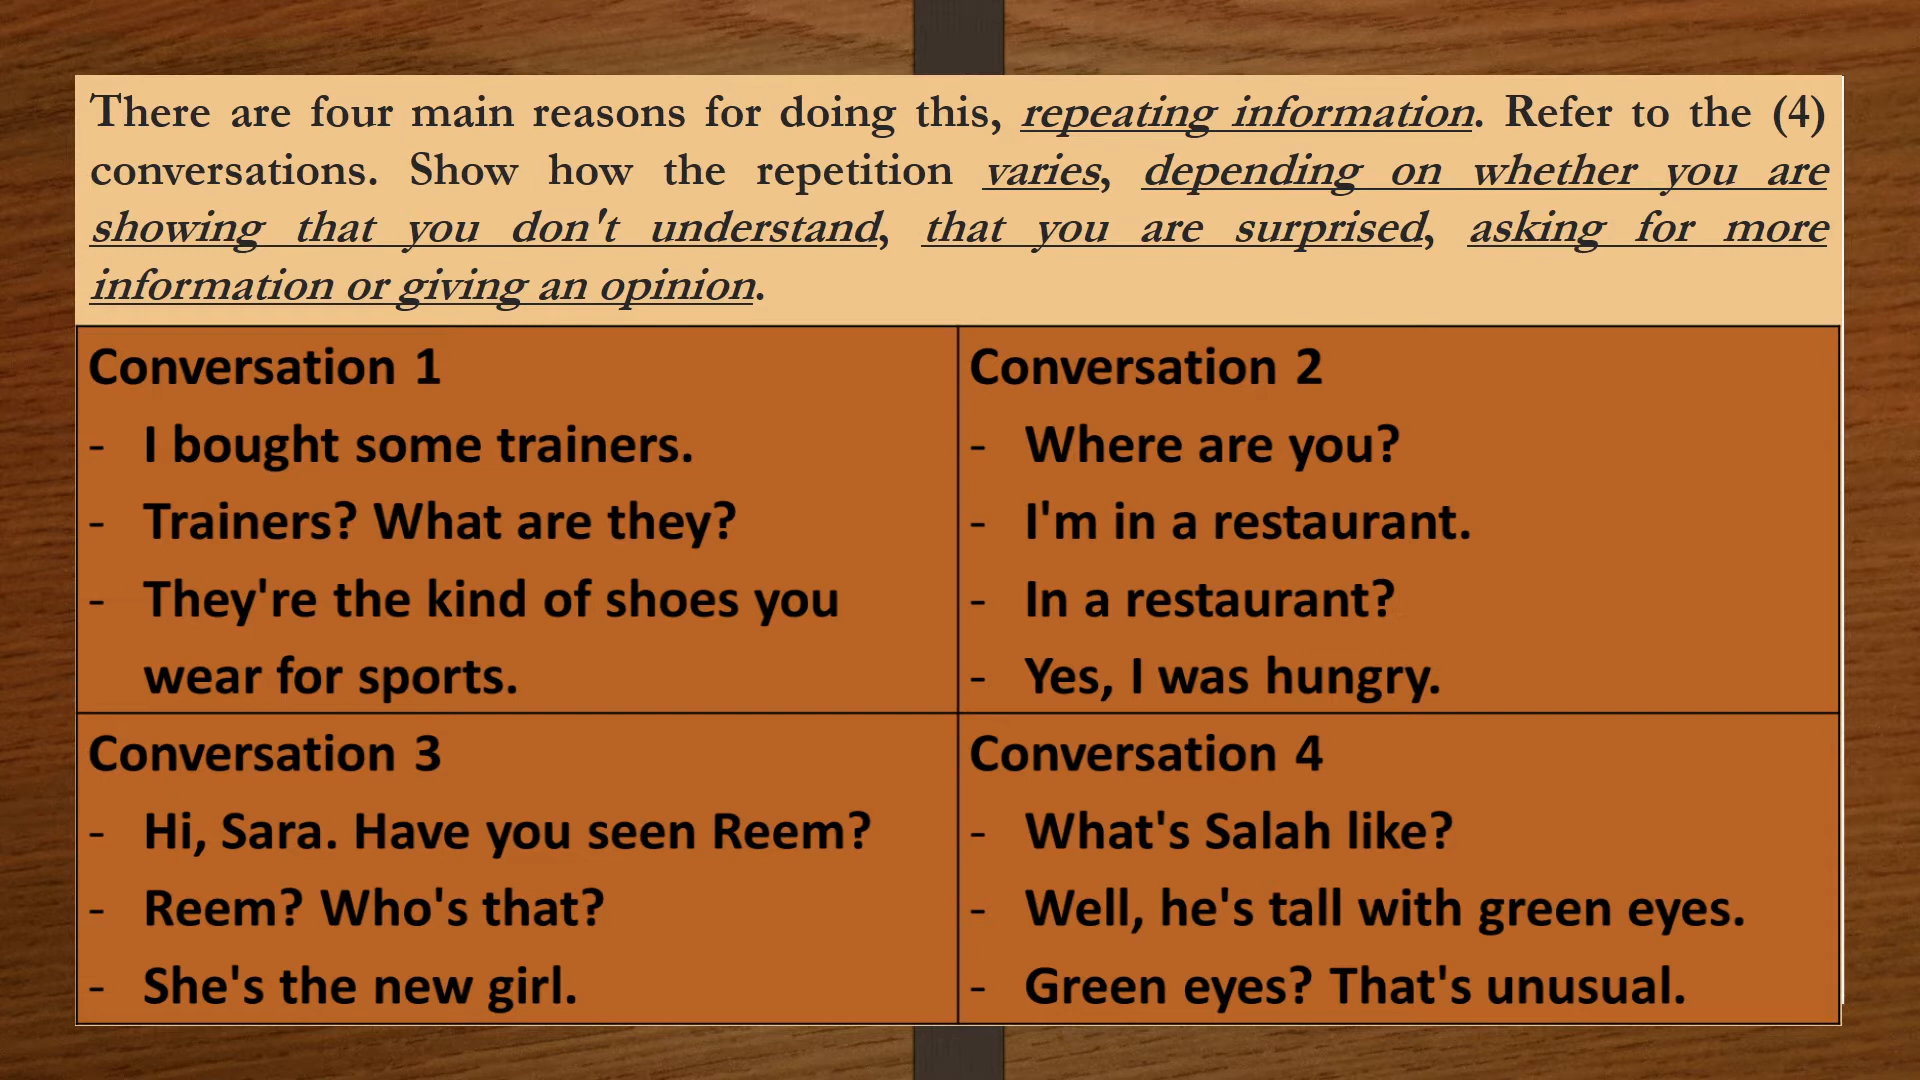 There are four main reasons for doing this, repeating information. Refer to the (4)
conversations. Show how the repetition varies, depending on whether you are
showing that you don't understand, that you are surprised, asking for more
information or giving an opinion.
Conversation 1
- I bought some trainers.
- Trainers? What are they?
- They're the kind of shoes you
wear for sports.
Conversation 2
- Where are you?
- I'm in a restaurant.
- In a restaurant?
- Yes, I was hungry.
Conversation 3
- Hi, Sara. Have you seen Reem?
- Reem? Who's that?
- She's the new girl.
Conversation 4
- What's Salah like?
- Well, he's tall with green eyes.
- Green eyes? That's unusual.